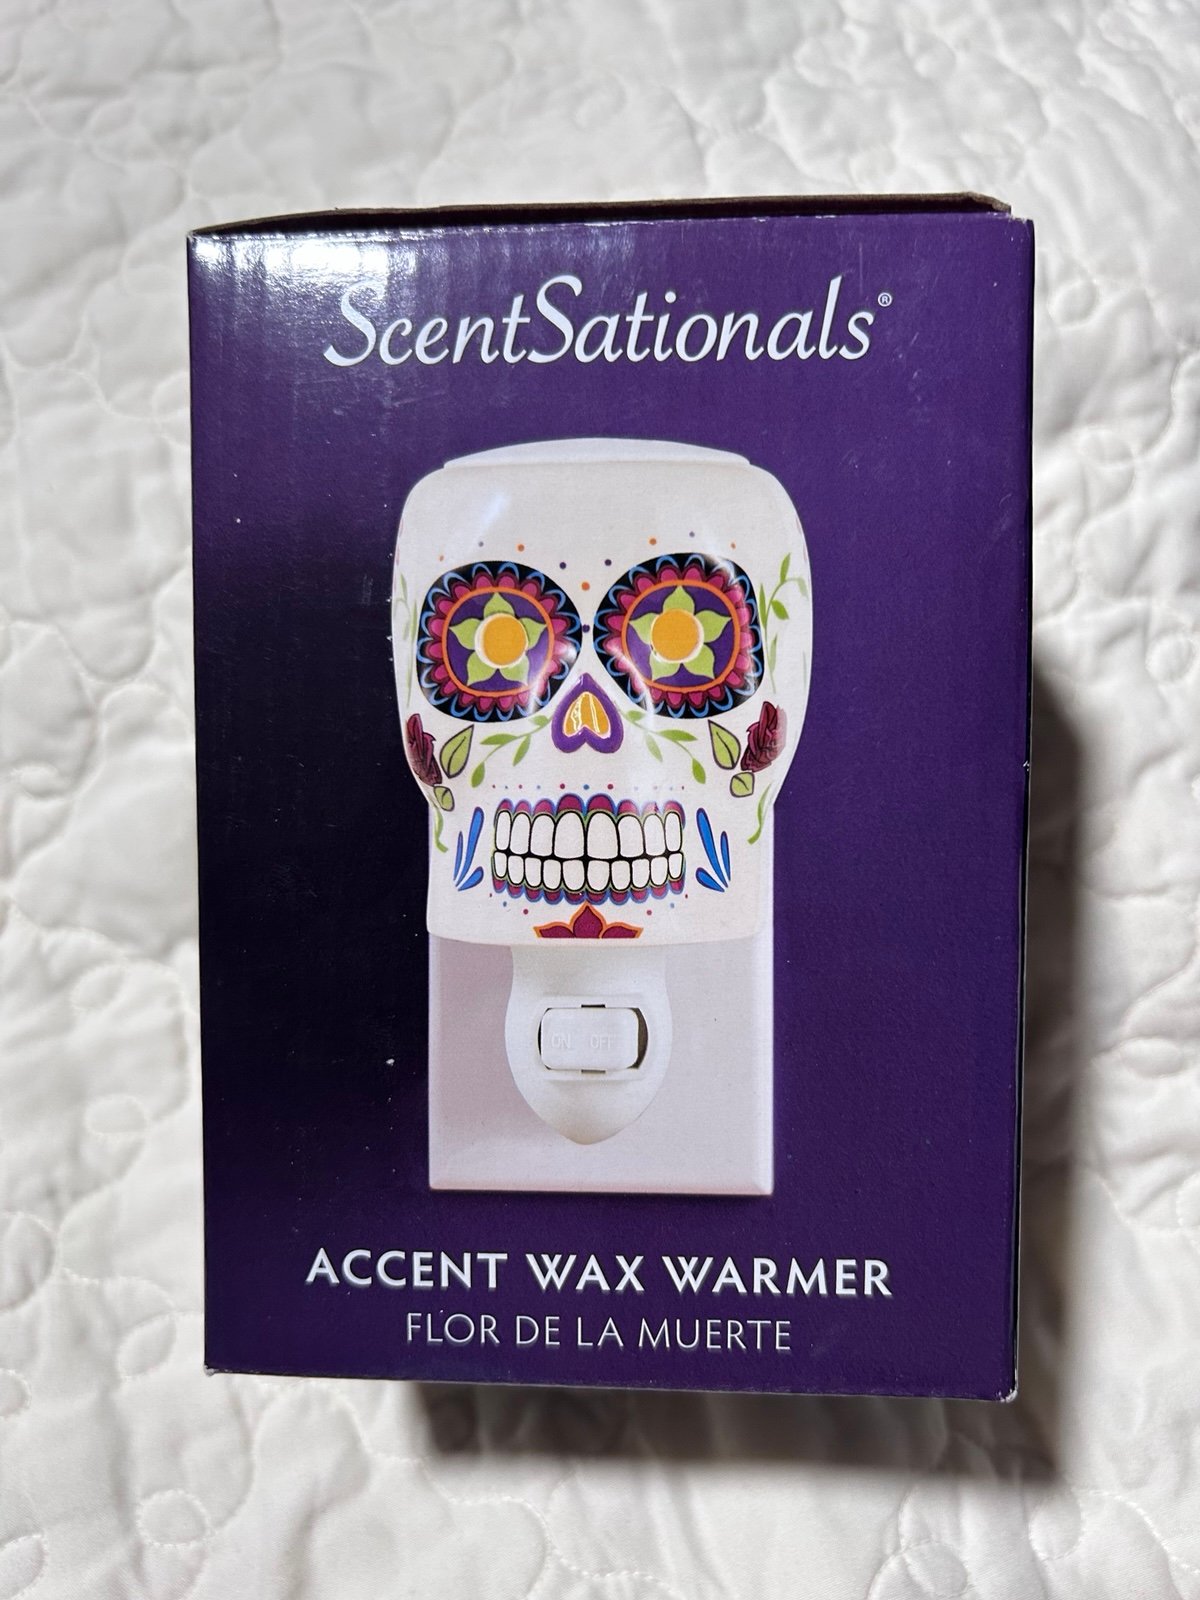 ScentSationals®
ON OFF
ACCENT WAX WARMER
FLOR DE LA MUERTE